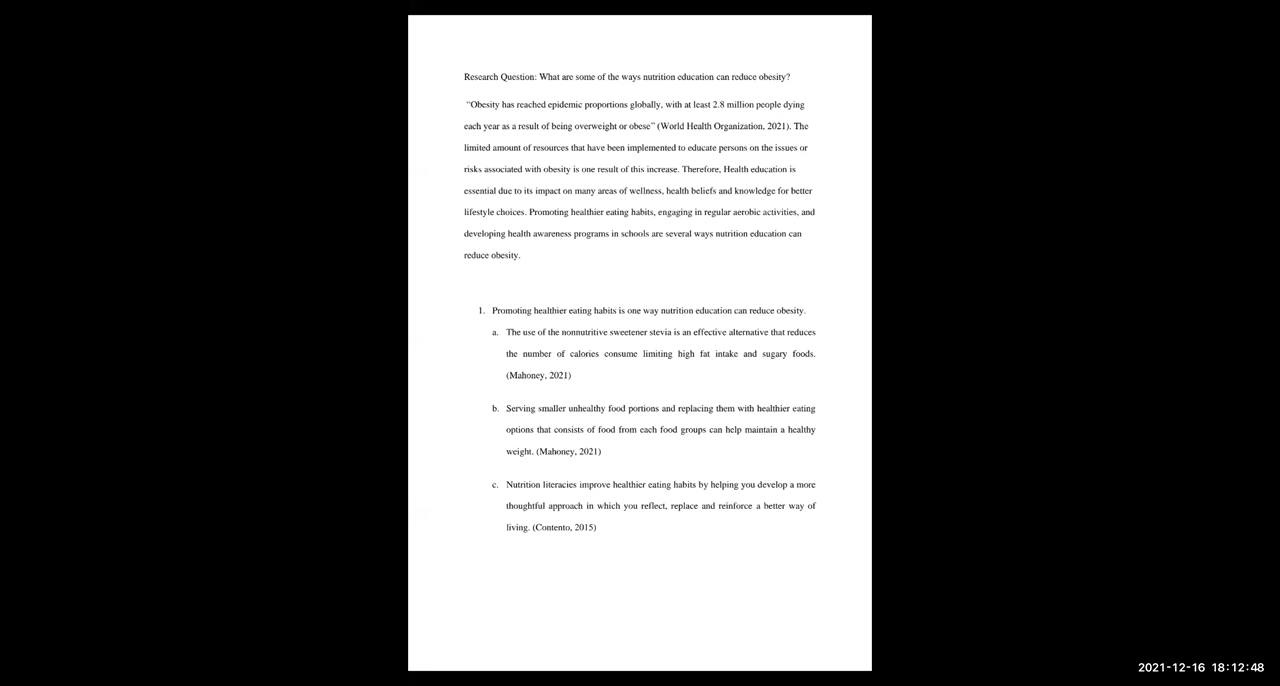 Research Question: What are some of the ways nutrition education can reduce obesity?
“Obesity has reached epidemic proportions globally, with at least 2.8 million people dying
each year as a result of being overweight or obese” (World Health Organization, 2021). The
limited amount of resources that have been implemented to educate persons on the issues or
risks associated with obesity is one result of this increase. Therefore, Health education is
essential due to its impact on many areas of wellness, health beliefs and knowledge for better
lifestyle choices. Promoting healthier eating habits, engaging in regular aerobic activities, and
developing health awareness programs in schools are several ways nutrition education can
reduce obesity.
1. Promoting healthier eating habits is one way nutrition education can reduce obesity.
a. The use of the nonnutritive sweetener stevia is an effective alternative that reduces
the number of calories consume limiting high fat intake and sugary foods.
(Mahoney, 2021)
b. Serving smaller unhealthy food portions and replacing them with healthier eating
options that consists of food from each food groups can help maintain a healthy
weight. (Mahoney, 2021)
c. Nutrition literacies improve healthier eating habits by helping you develop a more
thoughtful approach in which you reflect, replace and reinforce a better way of
living. (Contento, 2015)
2021-12-16 18:12:48